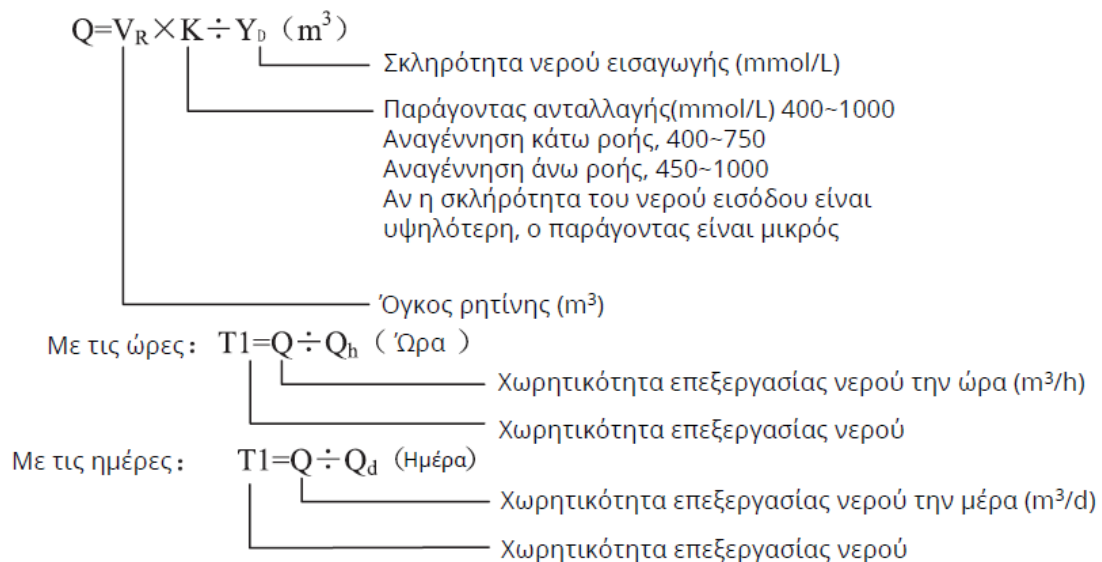 Q=V_R×K÷Y_D (m³)
Σκληρότητα νερού εισαγωγής (mmol/L)
Παράγοντας ανταλλαγής(mmol/L) 400~1000
Αναγέννηση κάτω ροής, 400~750
Αναγέννηση άνω ροής, 450~1000
Αν η σκλήρότητα του νερού εισόδου είναι
υψηλότερη, ο παράγοντας είναι μικρός
Όγκος ρητίνης (m³)
Με τις ώρες: T1=Q÷Q_h ( Ώρα )
Χωρητικότητα επεξεργασίας νερού την ώρα (m³/h)
Χωρητικότητα επεξεργασίας νερού
Με τις ημέρες: T1=Q÷Q_d (Ημέρα)
Χωρητικότητα επεξεργασίας νερού την μέρα (m³/d)
Χωρητικότητα επεξεργασίας νερού